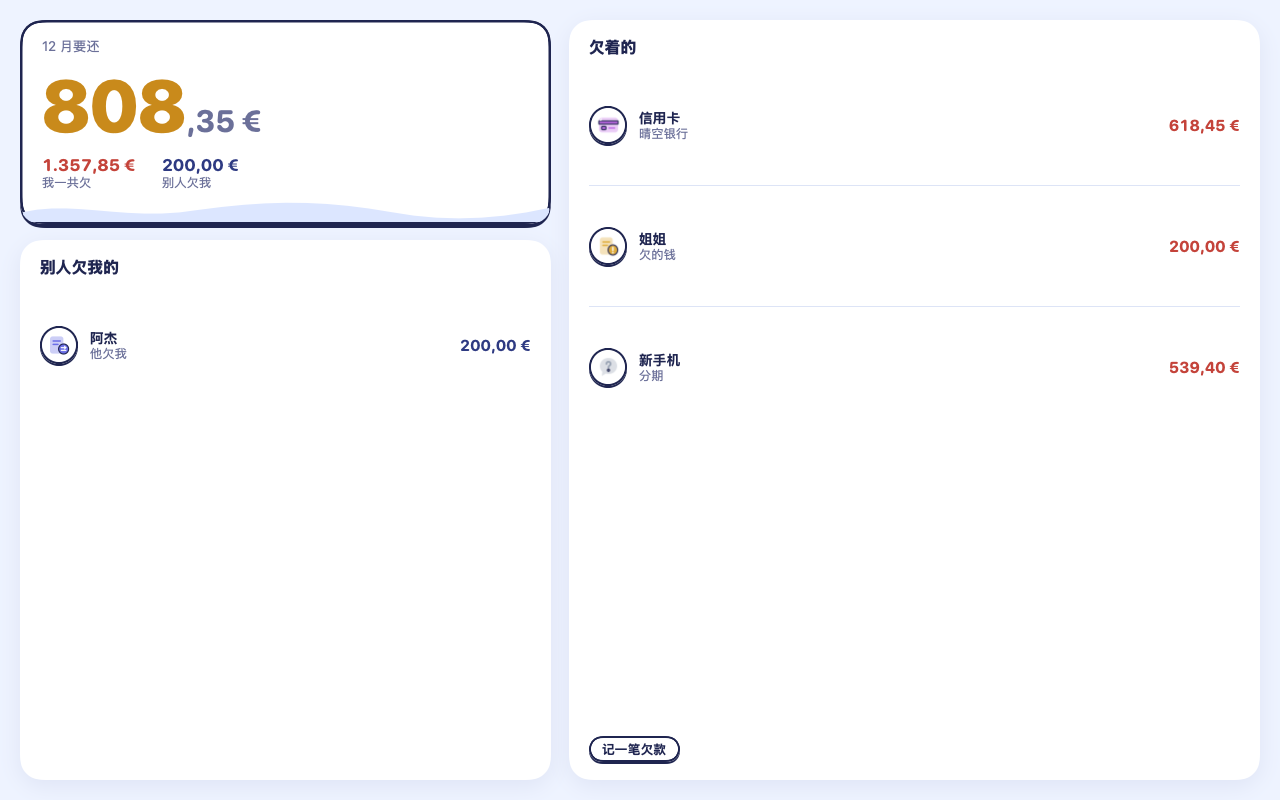 12 月要还
808,35 €
1.357,85 €
我一共欠
200,00 €
别人欠我
别人欠我的
阿杰
他欠我
200,00 €
欠着的
信用卡
晴空银行
618,45 €
姐姐
欠的钱
200,00 €
新手机
分期
539,40 €
记一笔欠款